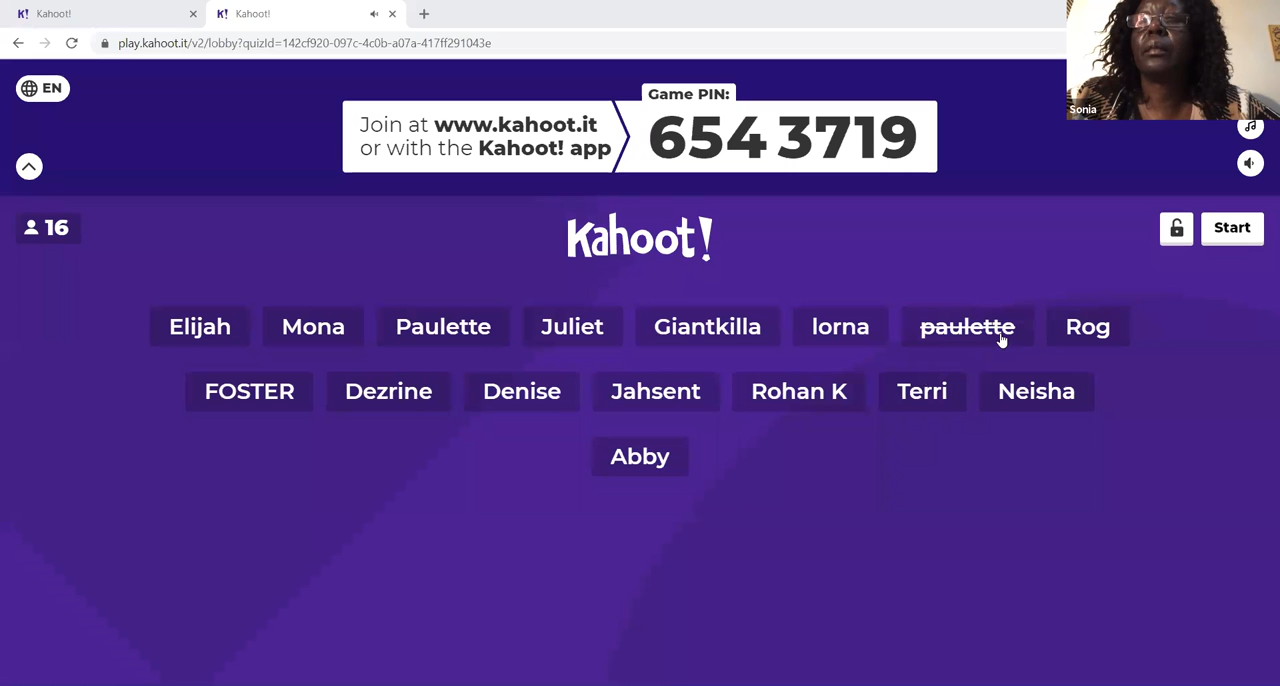 Kahoot!
Kahoot!
play.kahoot.it/v2/lobby?quizId=142cf920-097c-4c0b-a07a-417ff291043e
Sonia
EN
Game PIN:
Join at www.kahoot.it
or with the Kahoot! app
654 3719
16
Kahoot!
Start
Elijah Mona Paulette Juliet Giantkilla lorna paulette Rog
FOSTER Dezrine Denise Jahsent Rohan K Terri Neisha
Abby